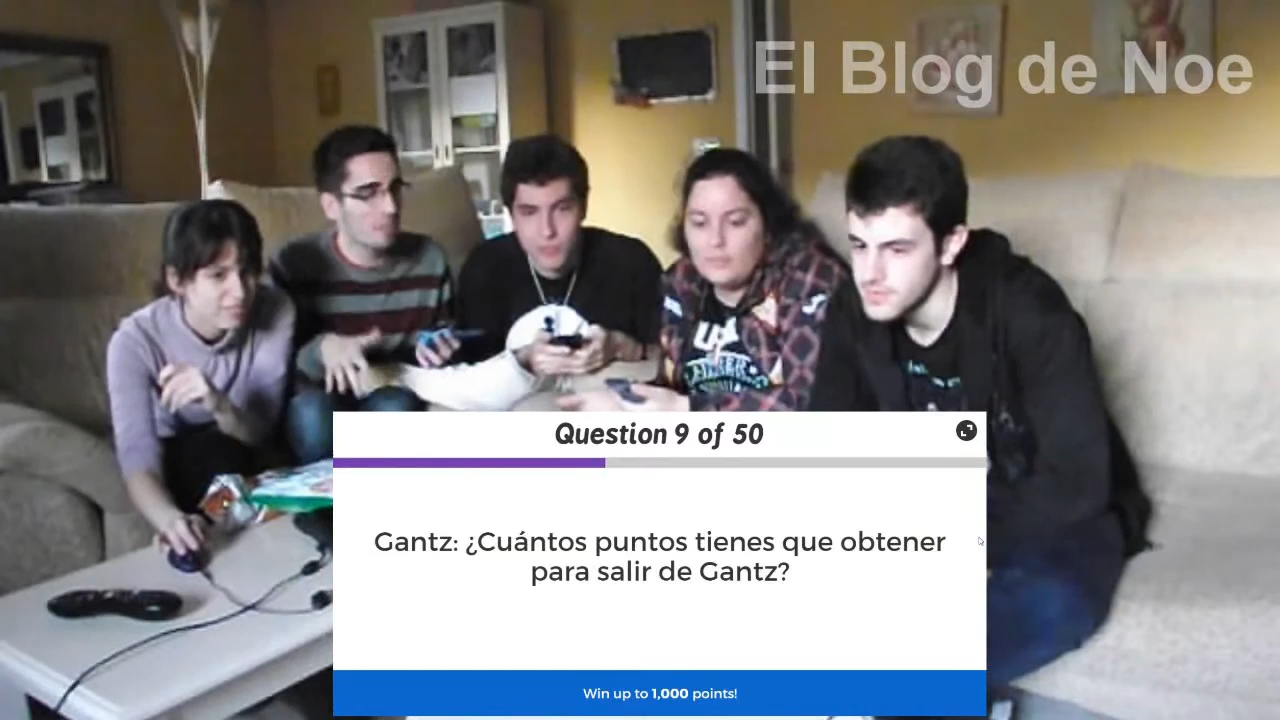 El Blog de Noe
Question 9 of 50
Gantz: ¿Cuántos puntos tienes que obtener
para salir de Gantz?
Win up to 1,000 points!